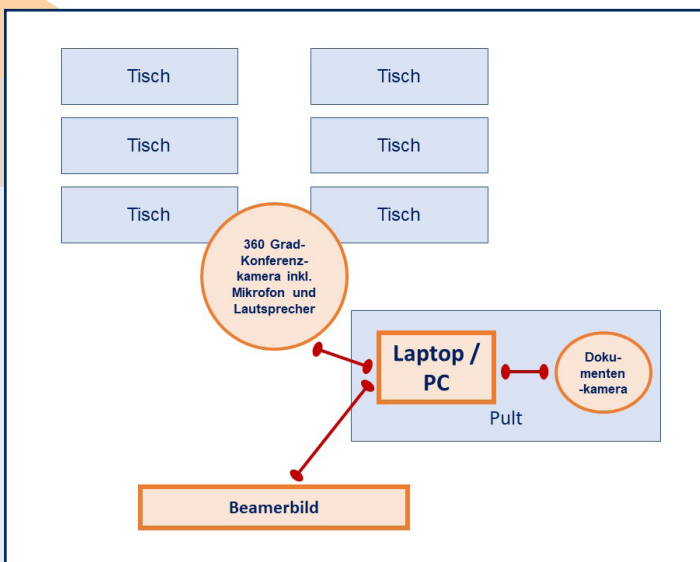 Tisch
Tisch
Tisch
Tisch
Tisch
Tisch
360 Grad-
Konferenz-
kamera inkl.
Mikrofon und
Lautsprecher
Laptop /
PC
Doku-
menten
-kamera
Pult
Beamerbild